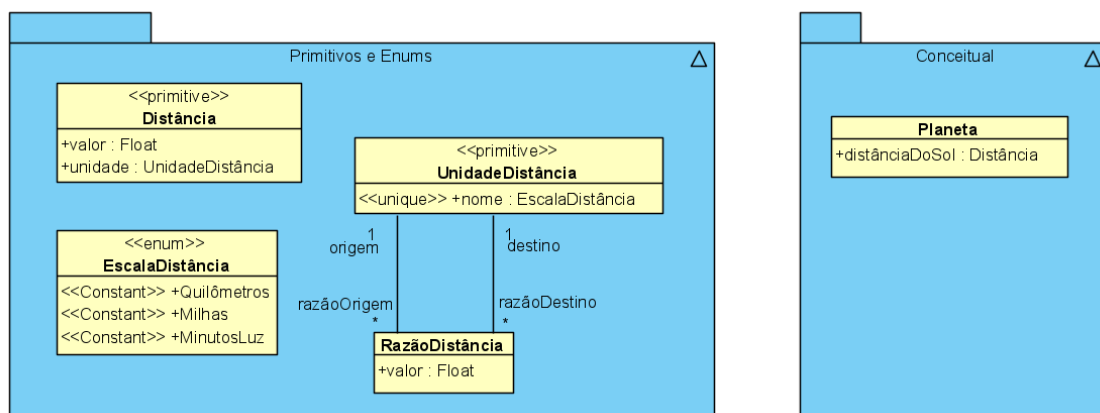 Primitivos e Enums
<<primitive>>
Distância
+valor : Float
+unidade : UnidadeDistância
<<primitive>>
UnidadeDistância
<<unique>> +nome : EscalaDistância
<<enum>>
EscalaDistância
<<Constant>> +Quilômetros
<<Constant>> +Milhas
<<Constant>> +MinutosLuz
1
origem
1
destino
razãoOrigem
*
razãoDestino
*
RazãoDistância
+valor : Float
Conceitual
Planeta
+distânciaDoSol : Distância